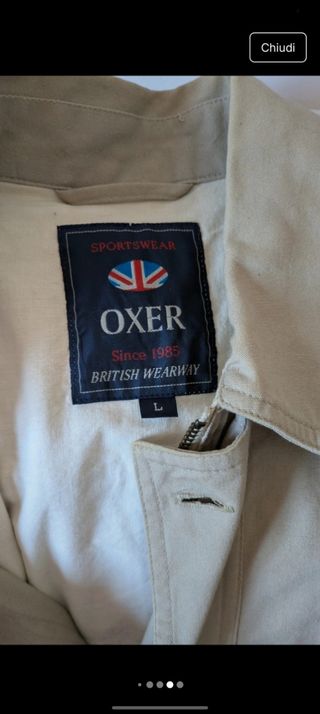 Chiudi
SPORTSWEAR
OXER
Since 1985
BRITISH WEARWAY
L